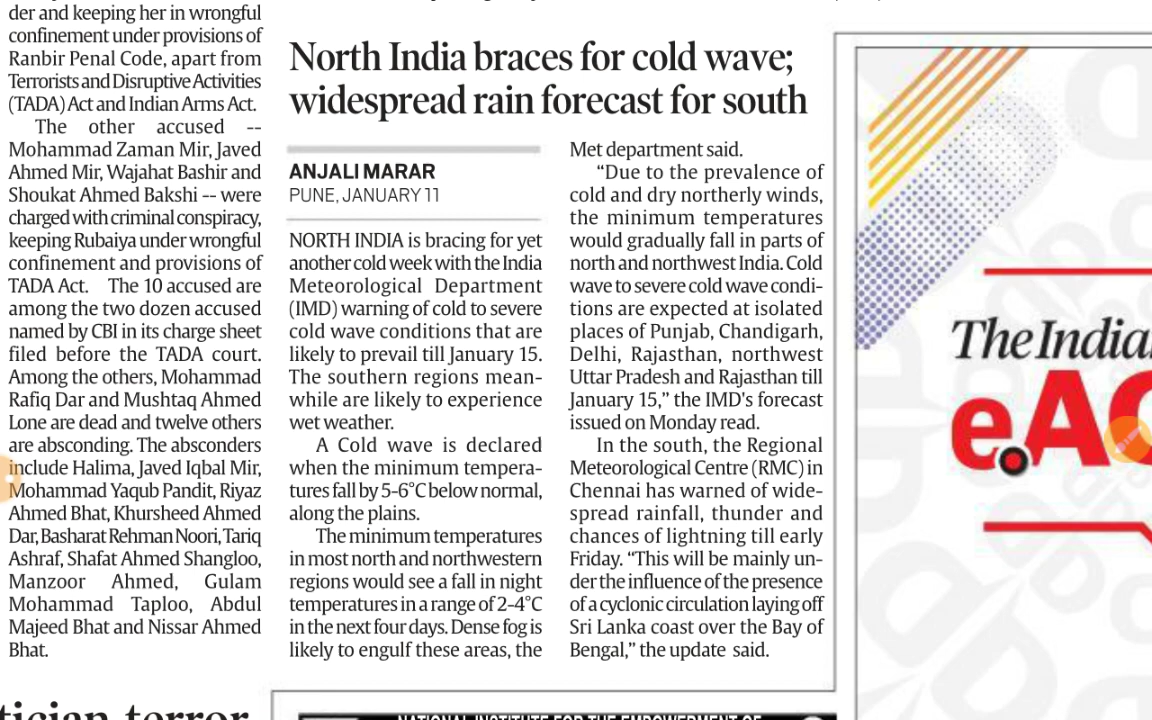 der and keeping her in wrongful
confinement under provisions of
Ranbir Penal Code, apart from
Terrorists and Disruptive Activities
(TADA) Act and Indian Arms Act.
The other accused --
Mohammad Zaman Mir, Javed
Ahmed Mir, Wajahat Bashir and
Shoukat Ahmed Bakshi -- were
charged with criminal conspiracy,
keeping Rubaiya under wrongful
confinement and provisions of
TADA Act. The 10 accused are
among the two dozen accused
named by CBI in its charge sheet
filed before the TADA court.
Among the others, Mohammad
Rafiq Dar and Mushtaq Ahmed
Lone are dead and twelve others
are absconding. The absconders
include Halima, Javed Iqbal Mir,
Mohammad Yaqub Pandit, Riyaz
Ahmed Bhat, Khursheed Ahmed
Dar, Basharat Rehman Noori, Tariq
Ashraf, Shafat Ahmed Shangloo,
Manzoor Ahmed, Gulam
Mohammad Taploo, Abdul
Majeed Bhat and Nissar Ahmed
Bhat.
North India braces for cold wave;
widespread rain forecast for south
ANJALI MARAR
PUNE, JANUARY 11
NORTH INDIA is bracing for yet
another cold week with the India
Meteorological Department
(IMD) warning of cold to severe
cold wave conditions that are
likely to prevail till January 15.
The southern regions mean-
while are likely to experience
wet weather.
A Cold wave is declared
when the minimum tempera-
tures fall by 5-6°C below normal,
along the plains.
The minimum temperatures
in most north and northwestern
regions would see a fall in night
temperatures in a range of 2-4°C
in the next four days. Dense fog is
likely to engulf these areas, the
Met department said.
“Due to the prevalence of
cold and dry northerly winds,
the minimum temperatures
would gradually fall in parts of
north and northwest India. Cold
wave to severe cold wave condi-
tions are expected at isolated
places of Punjab, Chandigarh,
Delhi, Rajasthan, northwest
Uttar Pradesh and Rajasthan till
January 15,” the IMD's forecast
issued on Monday read.
In the south, the Regional
Meteorological Centre (RMC) in
Chennai has warned of wide-
spread rainfall, thunder and
chances of lightning till early
Friday. “This will be mainly un-
der the influence of the presence
of a cyclonic circulation laying off
Sri Lanka coast over the Bay of
Bengal,” the update said.
The India
e.A
tician terror
NATIONAL INSTITUTE FOR THE EMPOWERMENT OF